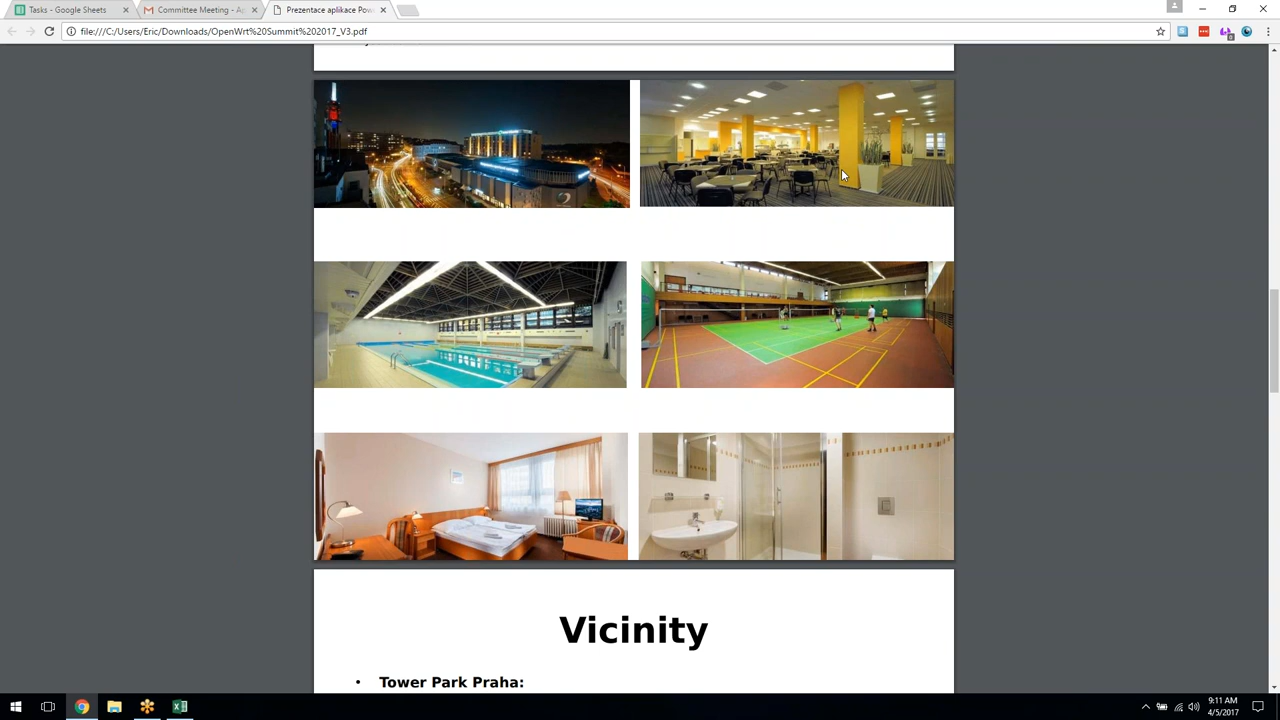 Tasks - Google Sheets
Committee Meeting - Ap
Prezentace aplikace Pow
file:///C:/Users/Eric/Downloads/OpenWrt%20Summit%202017_V3.pdf
Vicinity
• Tower Park Praha:
9:11 AM
4/5/2017